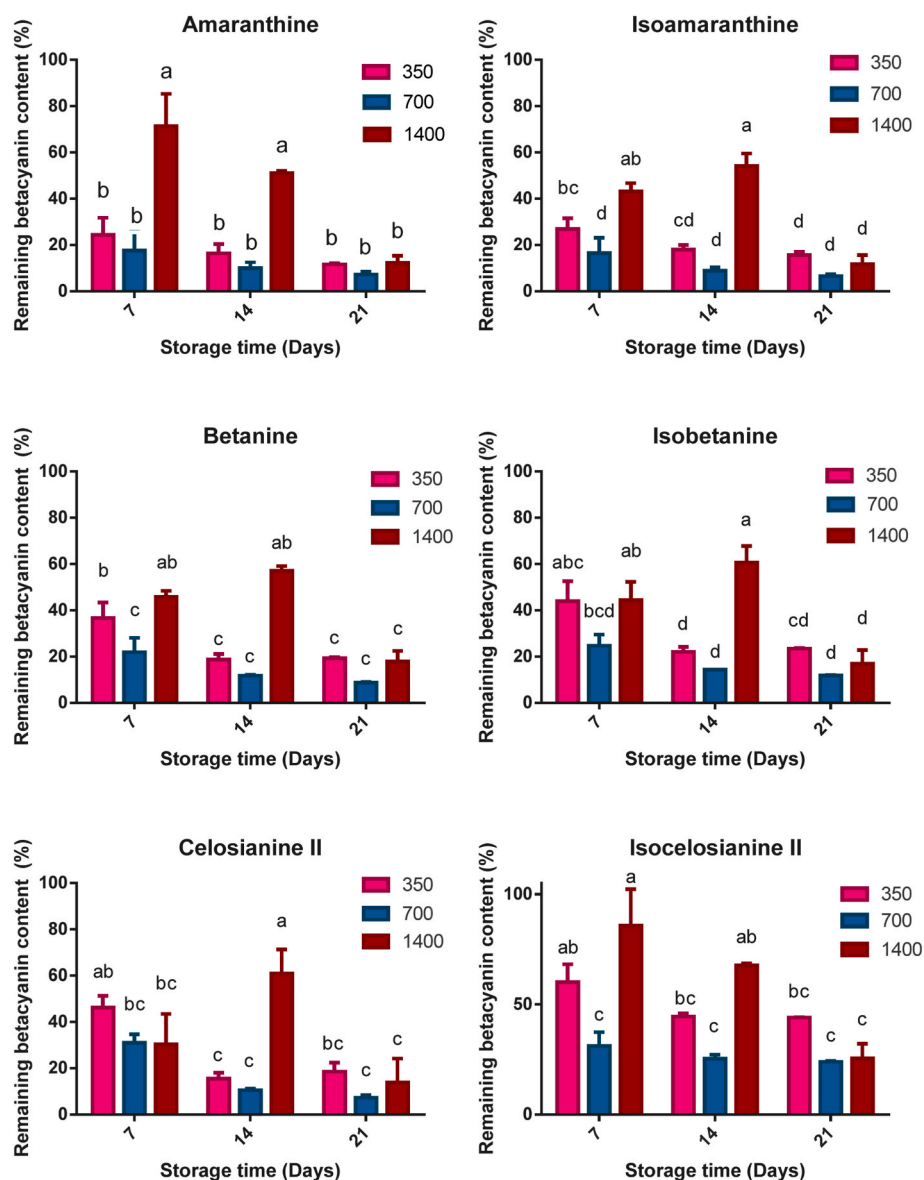 Amaranthine
Remaining betacyanin content (%)
100
80
60
40
20
0
350
700
1400
b b a
b b a
b b b
7 14 21
Storage time (Days)
Isoamaranthine
Remaining betacyanin content (%)
100
80
60
40
20
0
350
700
1400
bc d ab
cd d a
d d d
7 14 21
Storage time (Days)
Betanine
Remaining betacyanin content (%)
100
80
60
40
20
0
350
700
1400
b c ab
c c ab
c c c
7 14 21
Storage time (Days)
Isobetanine
Remaining betacyanin content (%)
100
80
60
40
20
0
350
700
1400
abc bcd ab
d d a
cd d d
7 14 21
Storage time (Days)
Celosianine II
Remaining betacyanin content (%)
100
80
60
40
20
0
350
700
1400
ab bc bc
c c a
bc c c
7 14 21
Storage time (Days)
Isocelosianine II
Remaining betacyanin content (%)
100
50
0
350
700
1400
ab c a
bc c ab
bc c c
7 14 21
Storage time (Days)